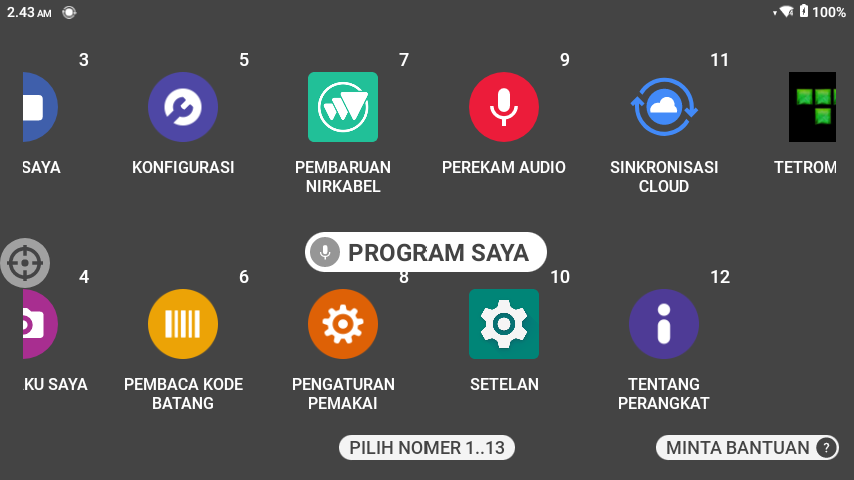 2.43 AM
100%
3
5
7
9
11
SAYA
KONFIGURASI
PEMBARUAN
NIRKABEL
PEREKAM AUDIO
SINKRONISASI
CLOUD
TETROM
PROGRAM SAYA
4
6
8
10
12
KU SAYA
PEMBACA KODE
BATANG
PENGATURAN
PEMAKAI
SETELAN
TENTANG
PERANGKAT
PILIH NOMER 1..13
MINTA BANTUAN ?